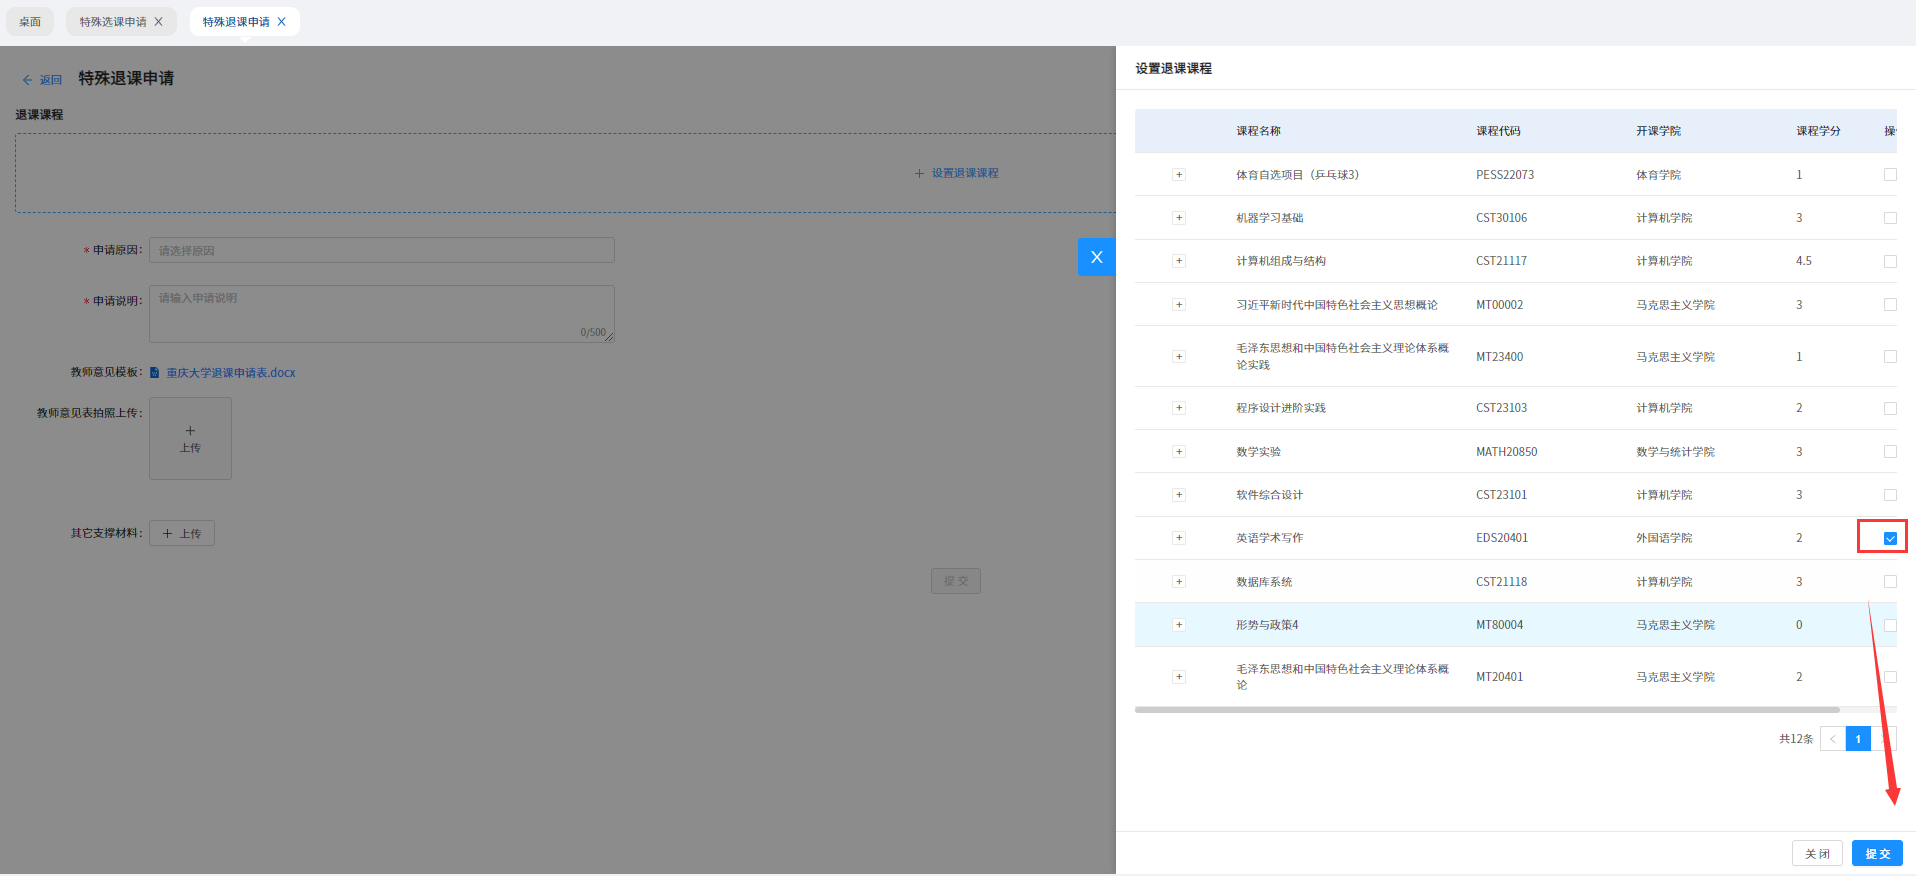 桌面 特殊选课申请 X 特殊退课申请 X
返回 特殊退课申请
退课课程
+ 设置退课课程
* 申请原因: 请选择原因
* 申请说明: 请输入申请说明
0/500
教师意见模板: 重庆大学退课申请表.docx
教师意见表拍照上传: + 上传
其它支撑材料: + 上传
提 交
X
设置退课课程
课程名称 课程代码 开课学院 课程学分
+ 体育自选项目（乒乓球3） PESS22073 体育学院 1
+ 机器学习基础 CST30106 计算机学院 3
+ 计算机组成与结构 CST21117 计算机学院 4.5
+ 习近平新时代中国特色社会主义思想概论 MT00002 马克思主义学院 3
+ 毛泽东思想和中国特色社会主义理论体系概 MT23400 马克思主义学院 1
论实践
+ 程序设计进阶实践 CST23103 计算机学院 2
+ 数学实验 MATH20850 数学与统计学院 3
+ 软件综合设计 CST23101 计算机学院 3
+ 英语学术写作 EDS20401 外国语学院 2
+ 数据库系统 CST21118 计算机学院 3
+ 形势与政策4 MT80004 马克思主义学院 0
+ 毛泽东思想和中国特色社会主义理论体系概 MT20401 马克思主义学院 2
论
共12条 < 1
关 闭 提 交